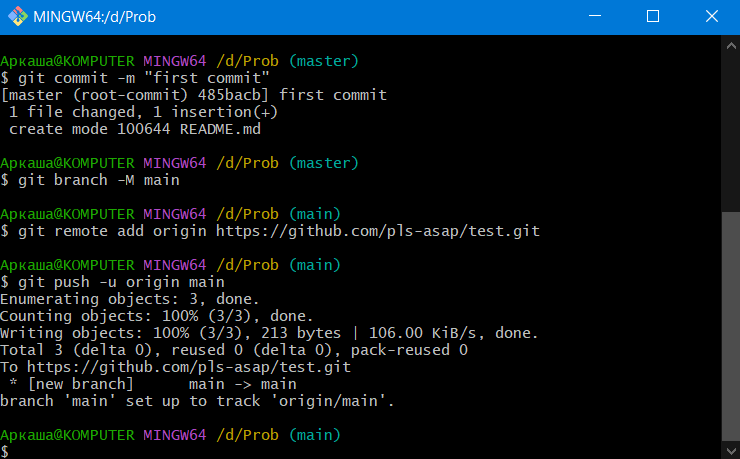 MINGW64:/d/Prob
Аркаша@KOMPUTER MINGW64 /d/Prob (master)
$ git commit -m "first commit"
[master (root-commit) 485bacb] first commit
 1 file changed, 1 insertion(+)
 create mode 100644 README.md
Аркаша@KOMPUTER MINGW64 /d/Prob (master)
$ git branch -M main
Аркаша@KOMPUTER MINGW64 /d/Prob (main)
$ git remote add origin https://github.com/pls-asap/test.git
Аркаша@KOMPUTER MINGW64 /d/Prob (main)
$ git push -u origin main
Enumerating objects: 3, done.
Counting objects: 100% (3/3), done.
Writing objects: 100% (3/3), 213 bytes | 106.00 KiB/s, done.
Total 3 (delta 0), reused 0 (delta 0), pack-reused 0
To https://github.com/pls-asap/test.git
 * [new branch]      main -> main
branch 'main' set up to track 'origin/main'.
Аркаша@KOMPUTER MINGW64 /d/Prob (main)
$